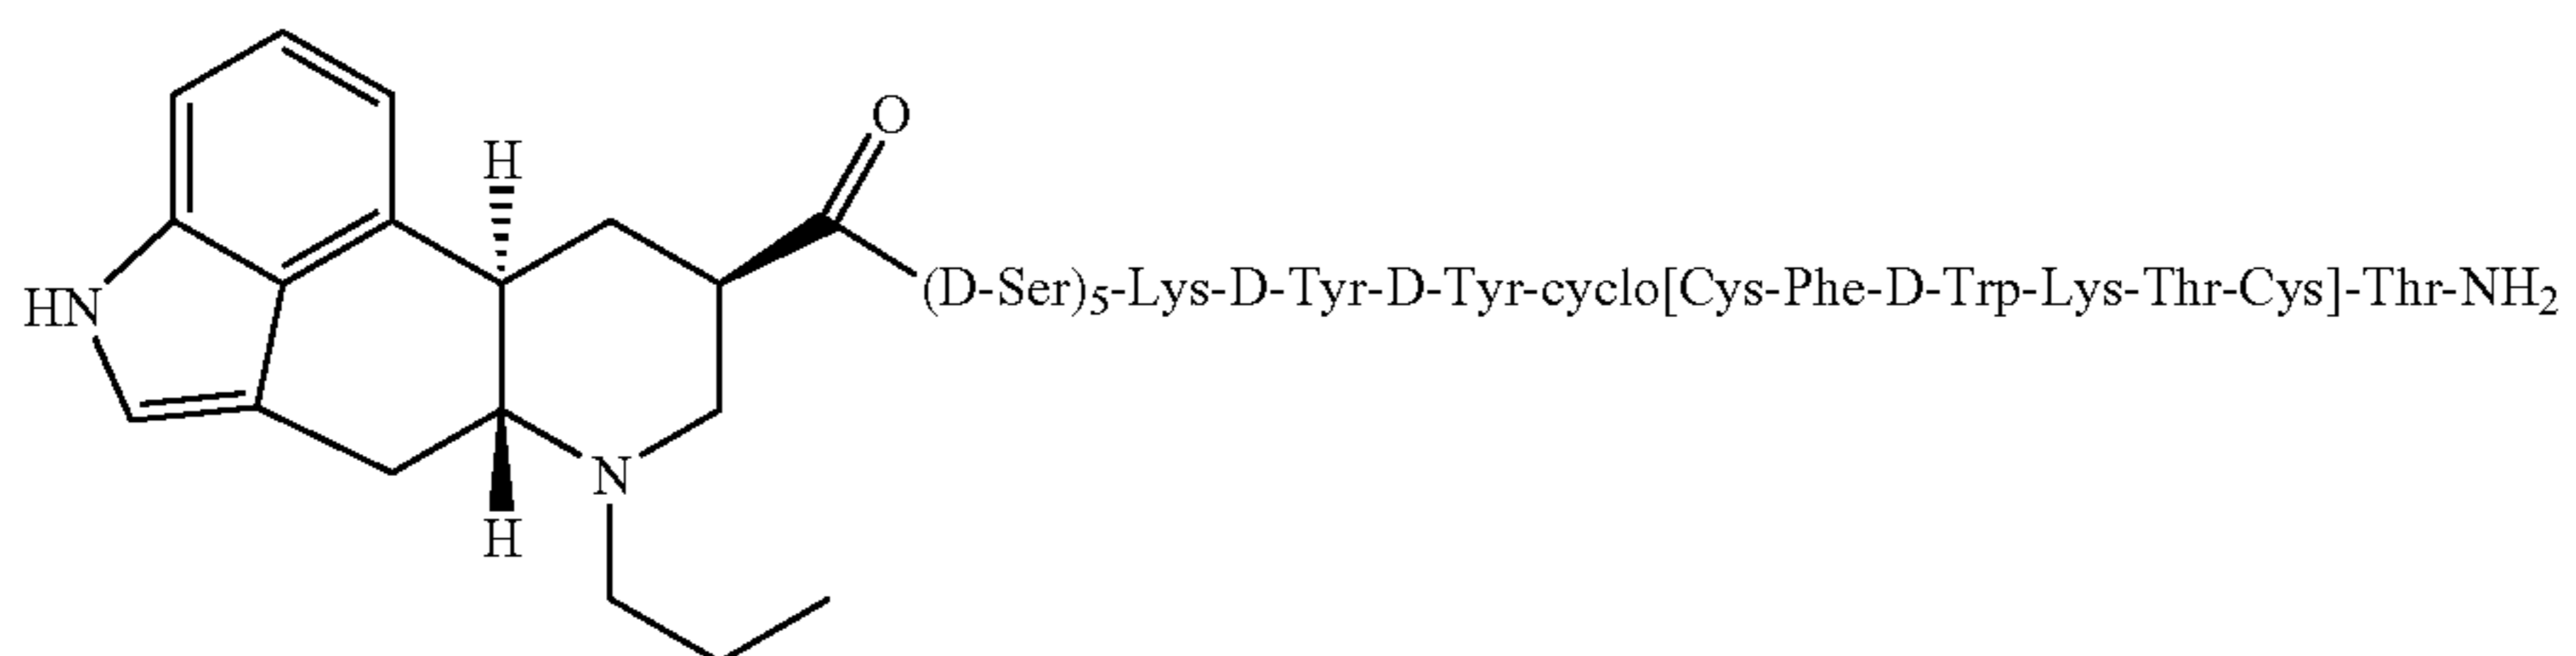 O
H
(D-Ser)5-Lys-D-Tyr-D-Tyr-cyclo[Cys-Phe-D-Trp-Lys-Thr-Cys]-Thr-NH2
HN
N
H